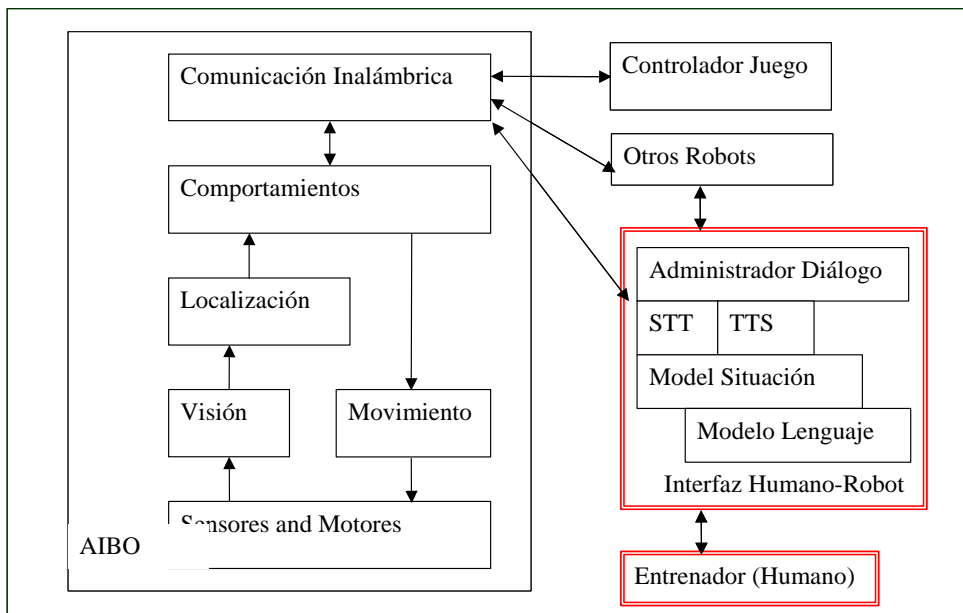 Comunicación Inalámbrica
Controlador Juego
Otros Robots
Comportamientos
Administrador Diálogo
Localización
STT
TTS
Model Situación
Visión
Movimiento
Modelo Lenguaje
Interfaz Humano-Robot
Sensores and Motores
AIBO
Entrenador (Humano)